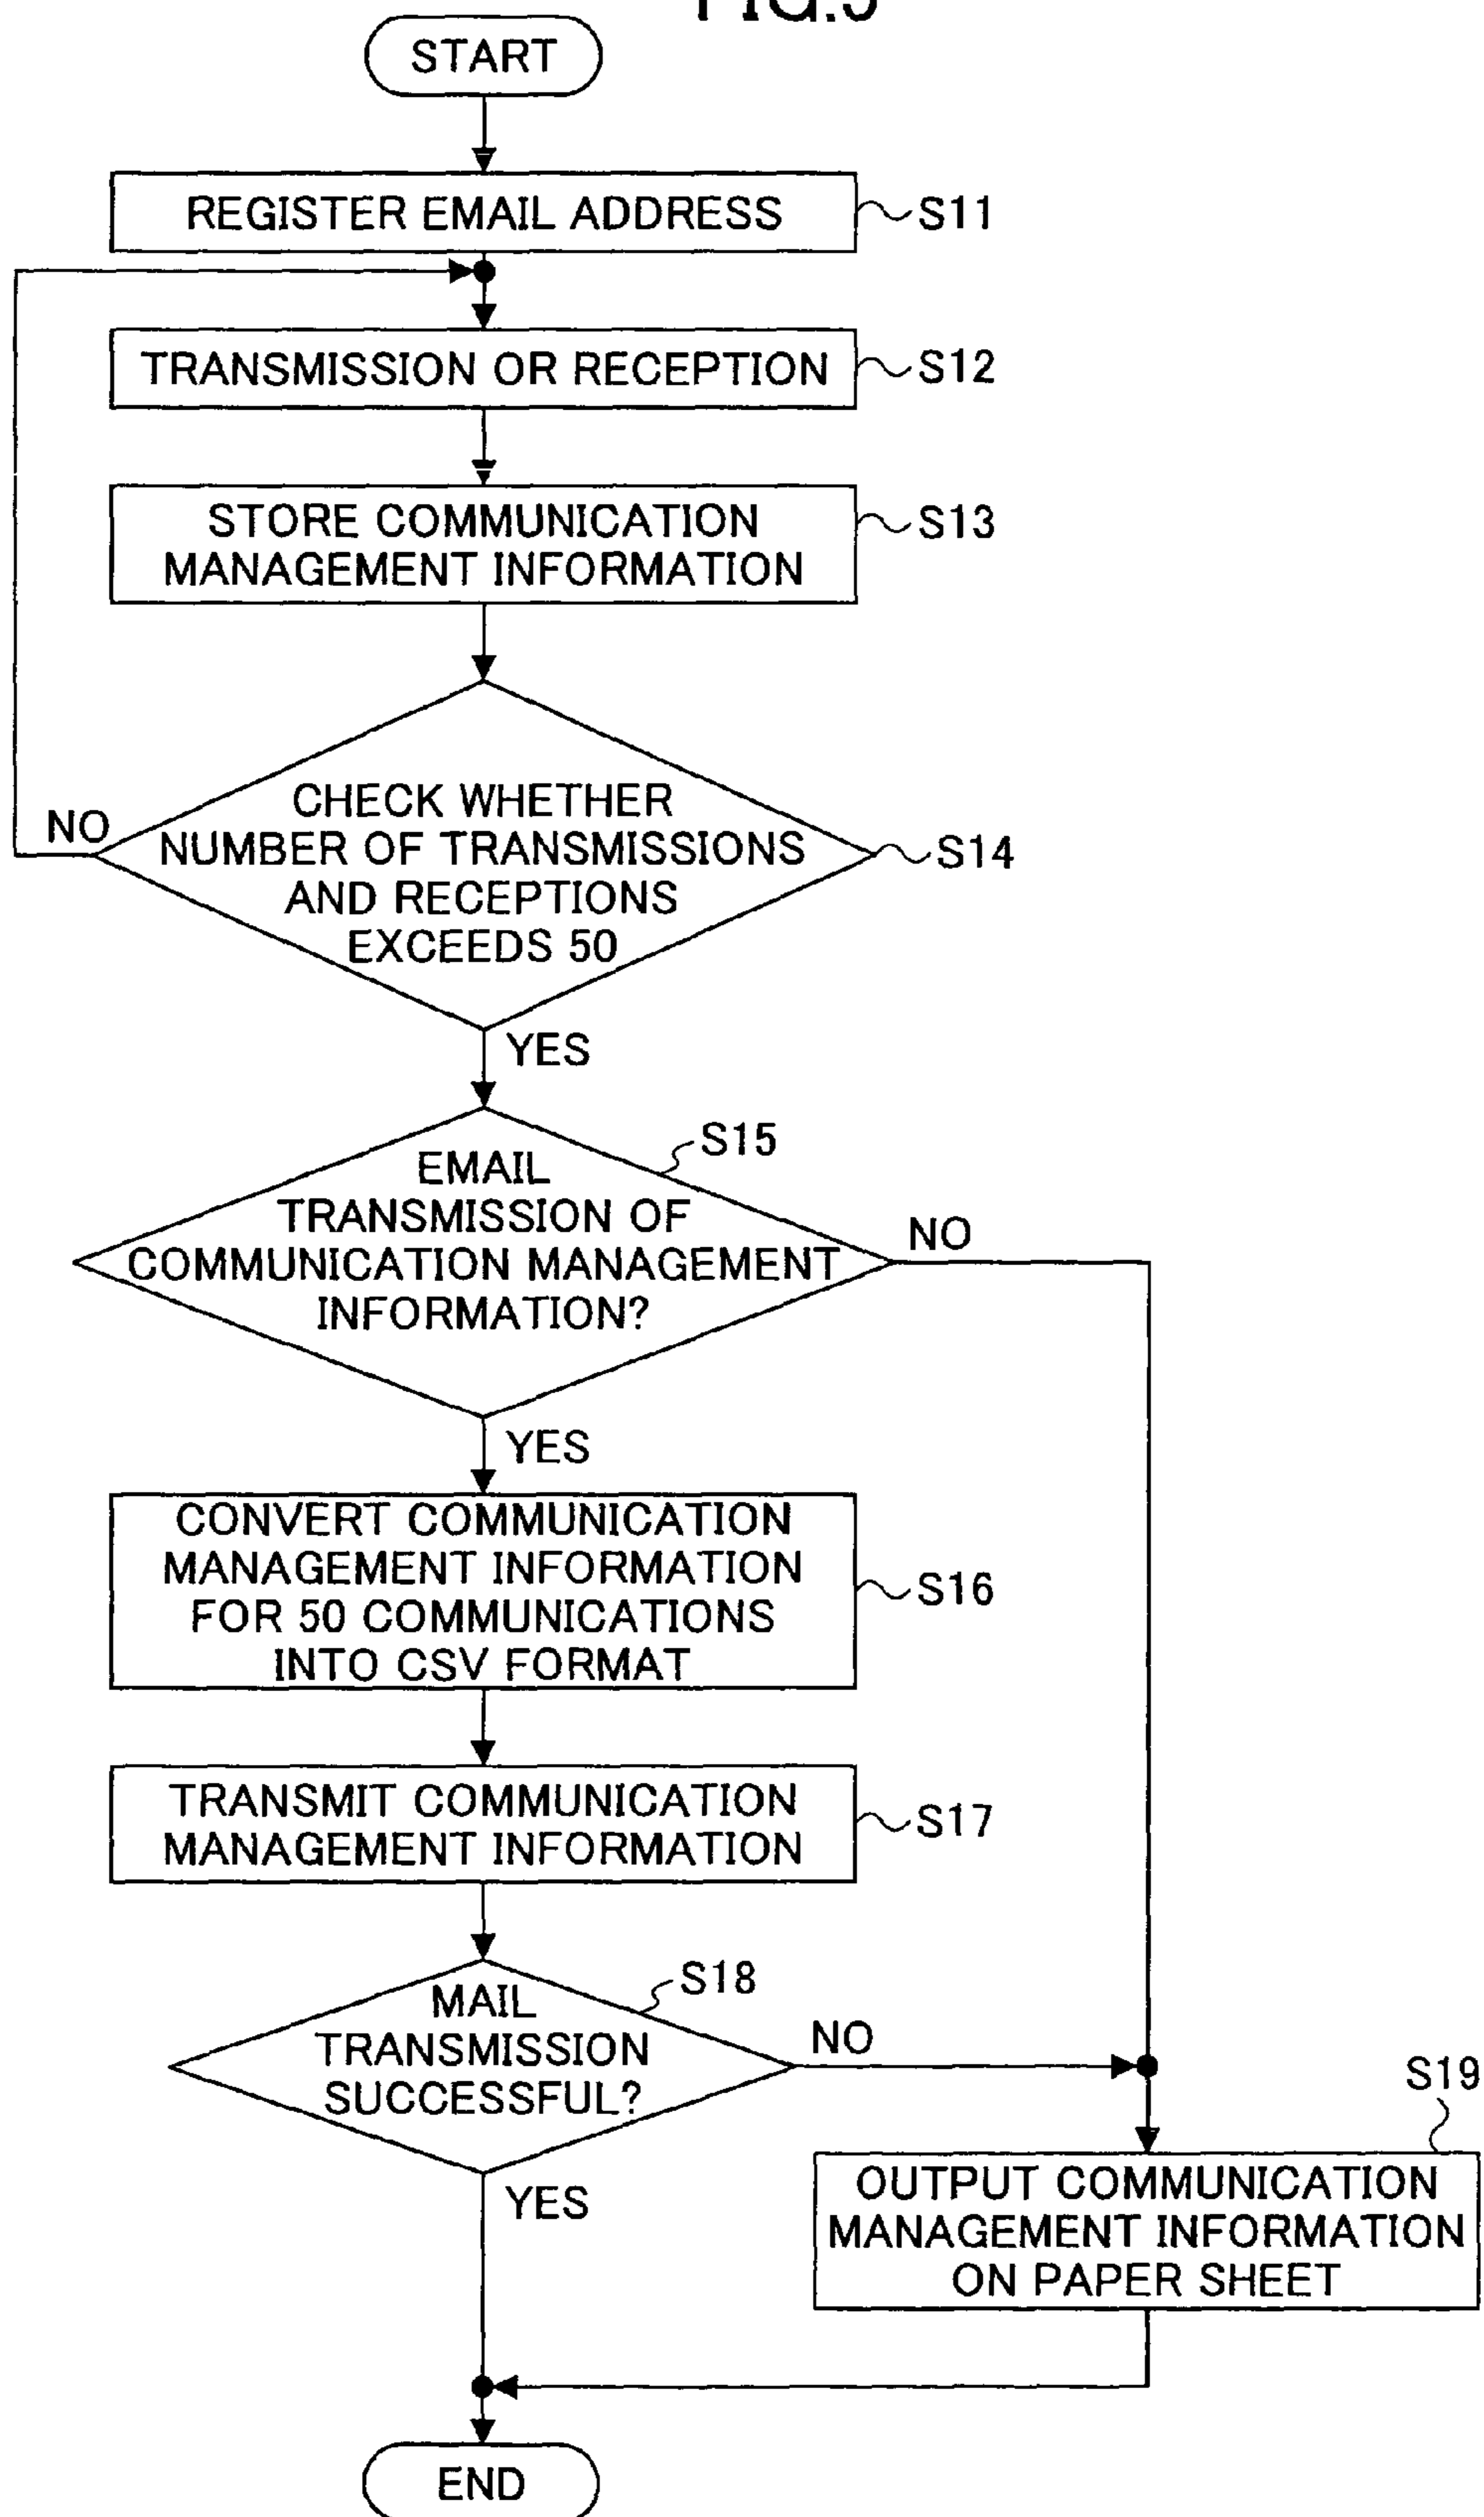 START
REGISTER EMAIL ADDRESS
S11
TRANSMISSION OR RECEPTION
S12
STORE COMMUNICATION
MANAGEMENT INFORMATION
S13
CHECK WHETHER
NUMBER OF TRANSMISSIONS
AND RECEPTIONS
EXCEEDS 50
S14
NO
YES
S15
EMAIL
TRANSMISSION OF
COMMUNICATION MANAGEMENT
INFORMATION?
NO
YES
CONVERT COMMUNICATION
MANAGEMENT INFORMATION
FOR 50 COMMUNICATIONS
INTO CSV FORMAT
S16
TRANSMIT COMMUNICATION
MANAGEMENT INFORMATION
S17
S18
MAIL
TRANSMISSION
SUCCESSFUL?
NO
YES
S19
OUTPUT COMMUNICATION
MANAGEMENT INFORMATION
ON PAPER SHEET
END